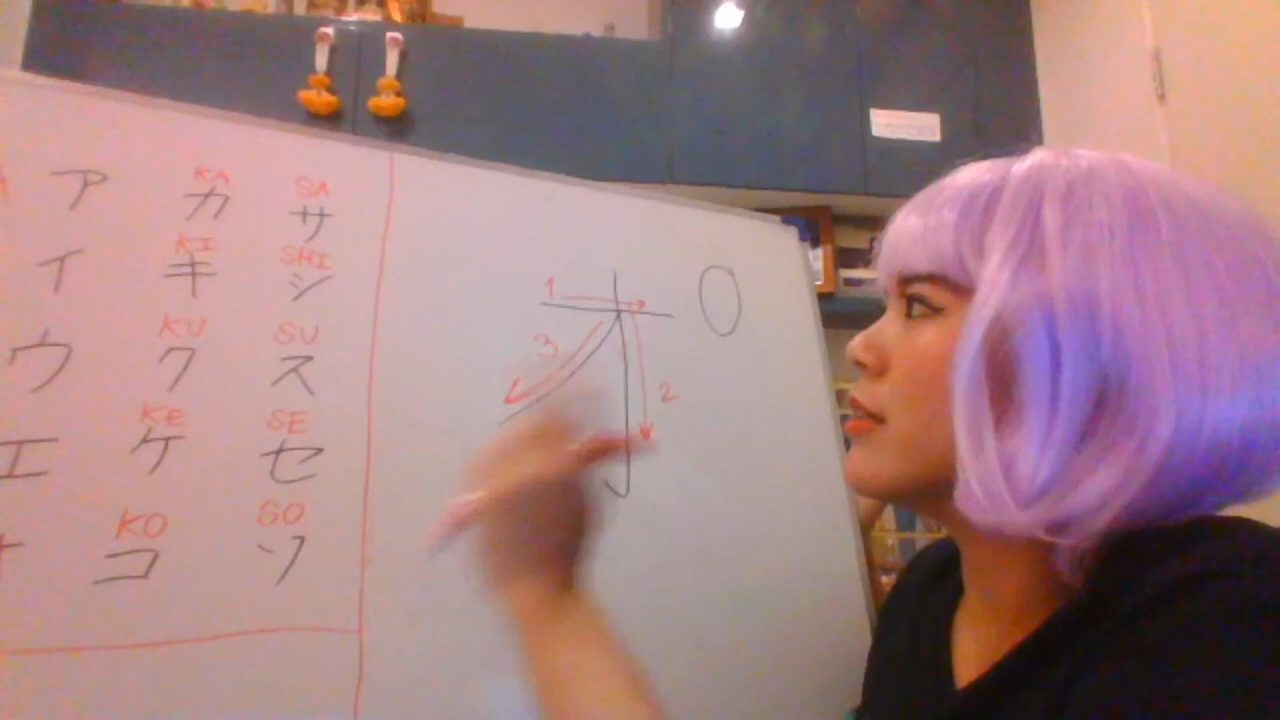 ア KA カ SA サ
イ KI キ SHI シ
ウ KU ク SU ス
エ KE ケ SE セ
オ KO コ SO ソ
1 オ O
3
2